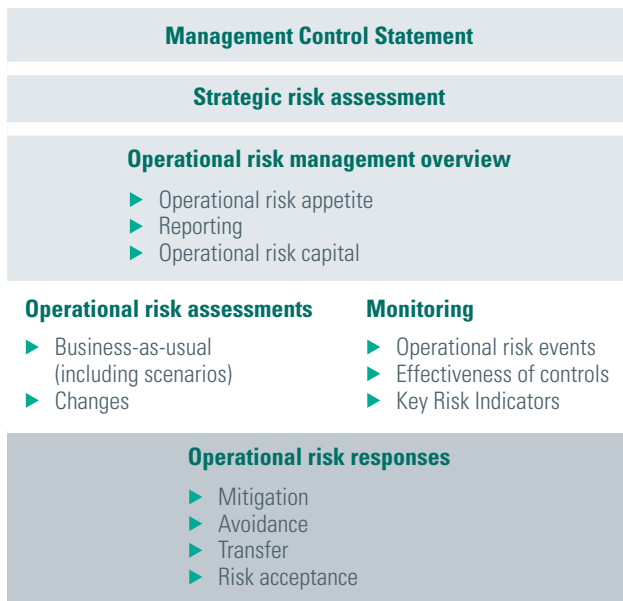 Management Control Statement
Strategic risk assessment
Operational risk management overview
Operational risk appetite
Reporting
Operational risk capital
Operational risk assessments
Business-as-usual
(including scenarios)
Changes
Monitoring
Operational risk events
Effectiveness of controls
Key Risk Indicators
Operational risk responses
Mitigation
Avoidance
Transfer
Risk acceptance